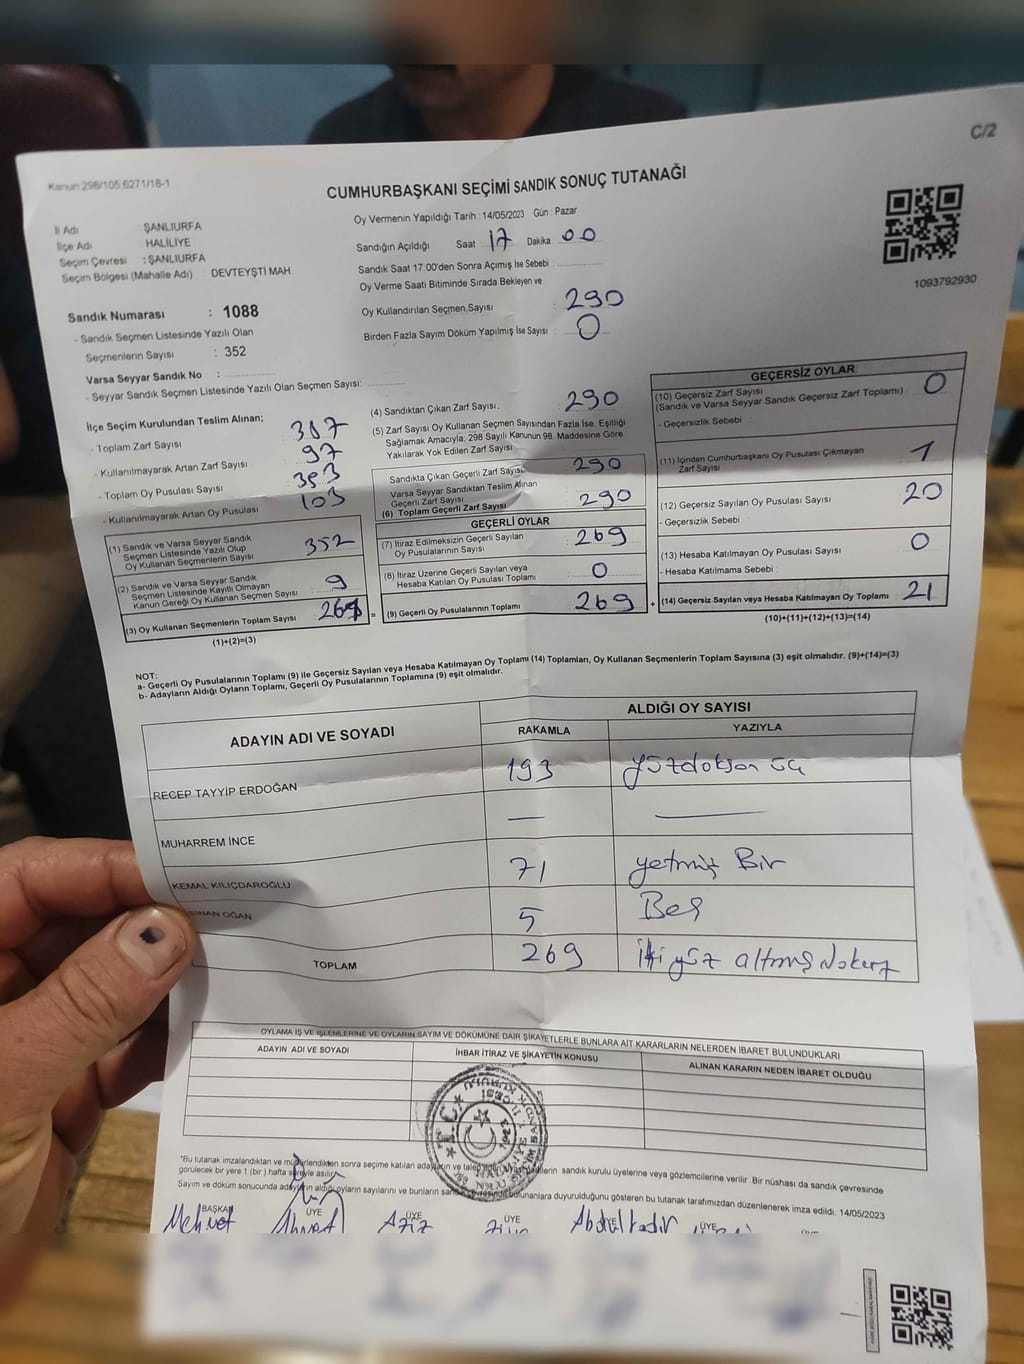 C/2
Kanun:298/105,6271/18-1
CUMHURBAŞKANI SEÇİMİ SANDIK SONUÇ TUTANAĞI
İl Adı ŞANLIURFA
İlçe Adı HALİLİYE
Seçim Çevresi : ŞANLIURFA
Seçim Bölgesi (Mahalle Adı) : DEVTEYŞTİ MAH.
Oy Vermenin Yapıldığı Tarih : 14/05/2023 Gün : Pazar
Sandığın Açıldığı Saat : 17 Dakika : 00
Sandık Saat 17:00'den Sonra Açımış İse Sebebi :
Oy Verme Saati Bitiminde Sırada Bekleyen ve
Oy Kullandırılan Seçmen Sayısı : 290
Birden Fazla Sayım Döküm Yapılmış İse Sayısı : 0
1093792930
Sandık Numarası : 1088
- Sandık Seçmen Listesinde Yazılı Olan
Seçmenlerin Sayısı : 352
Varsa Seyyar Sandık No :
- Seyyar Sandık Seçmen Listesinde Yazılı Olan Seçmen Sayısı:
İlçe Seçim Kurulundan Teslim Alınan;
- Toplam Zarf Sayısı : 387
- Kullanılmayarak Artan Zarf Sayısı : 97
- Toplam Oy Pusulası Sayısı : 393
- Kullanılmayarak Artan Oy Pusulası : 103
(1) Sandık ve Varsa Seyyar Sandık
Seçmen Listesinde Yazılı Olup
Oy Kullanan Seçmenlerin Sayısı : 352
(2) Sandık ve Varsa Seyyar Sandık
Seçmen Listesinde Kayıtlı Olmayan
Kanun Gereği Oy Kullanan Seçmen Sayısı : 9
(3) Oy Kullanan Seçmenlerin Toplam Sayısı :
(1)+(2)=(3)
(4) Sandıktan Çıkan Zarf Sayısı : 290
(5) Zarf Sayısı Oy Kullanan Seçmen Sayısından Fazla İse, Eşitliği
Sağlamak Amacıyla; 298 Sayılı Kanunun 98. Maddesine Göre
Yakılarak Yok Edilen Zarf Sayısı :
Sandıkta Çıkan Geçerli Zarf Sayısı : 290
Varsa Seyyar Sandıktan Teslim Alınan
Geçerli Zarf Sayısı :
(6) Toplam Geçerli Zarf Sayısı : 290
GEÇERLİ OYLAR
(7) İtiraz Edilmeksizin Geçerli Sayılan
Oy Pusulalarının Sayısı : 269
(8) İtiraz Üzerine Geçerli Sayılan veya
Hesaba Katılan Oy Pusulası Toplamı : 0
= (9) Geçerli Oy Pusulalarının Toplamı : 269
GEÇERSİZ OYLAR
(10) Geçersiz Zarf Sayısı : 0
(Sandık ve Varsa Seyyar Sandık Geçersiz Zarf Toplamı)
- Geçersizlik Sebebi
(11) İçinden Cumhurbaşkanı Oy Pusulası Çıkmayan
Zarf Sayısı : 1
(12) Geçersiz Sayılan Oy Pusulası Sayısı : 20
- Geçersizlik Sebebi
(13) Hesaba Katılmayan Oy Pusulası Sayısı : 0
- Hesaba Katılmama Sebebi :
+ (14) Geçersiz Sayılan veya Hesaba Katılmayan Oy Toplamı : 21
(10)+(11)+(12)+(13)=(14)
NOT:
a- Geçerli Oy Pusulalarının Toplamı (9) ile Geçersiz Sayılan veya Hesaba Katılmayan Oy Toplamı (14) Toplamları, Oy Kullanan Seçmenlerin Toplam Sayısına (3) eşit olmalıdır. (9)+(14)=(3)
b- Adayların Aldığı Oyların Toplamı, Geçerli Oy Pusulalarının Toplamına (9) eşit olmalıdır.
ADAYIN ADI VE SOYADI ALDIĞI OY SAYISI
RAKAMLA YAZIYLA
RECEP TAYYİP ERDOĞAN 193 yüzdoksan üç
MUHARREM İNCE — —
KEMAL KILIÇDAROĞLU 71 yetmiş Bir
SİNAN OĞAN 5 Beş
TOPLAM 269 iki yüz altmış dokuz
OYLAMA İŞ VE İŞLEMLERİNE VE OYLARIN SAYIM VE DÖKÜMÜNE DAİR ŞİKAYETLERLE BUNLARA AİT KARARLARIN NELERDEN İBARET BULUNDUKLARI
ADAYIN ADI VE SOYADI İHBAR İTİRAZ VE ŞİKAYETİN KONUSU ALINAN KARARIN NEDEN İBARET OLDUĞU
*Bu tutanak imzalandıktan ve mühürlendikten sonra seçime katılan adayların ve talep sandık kurulu üyelerine veya gözlemcilerine verilir. Bir nüshası da sandık çevresinde
görülecek bir yere 1 (bir) hafta süreyle asılır.
Sayım ve döküm sonucunda adayların aldığı oyların sayılarını ve bunların sandık çevresinde bulunanlara duyurulduğunu gösteren bu tutanak tarafımızdan düzenlenerek imza edildi. 14/05/2023
BAŞKAN ÜYE ÜYE ÜYE ÜYE ÜYE
Mehmet Ahmet Aziz Abdulkadir